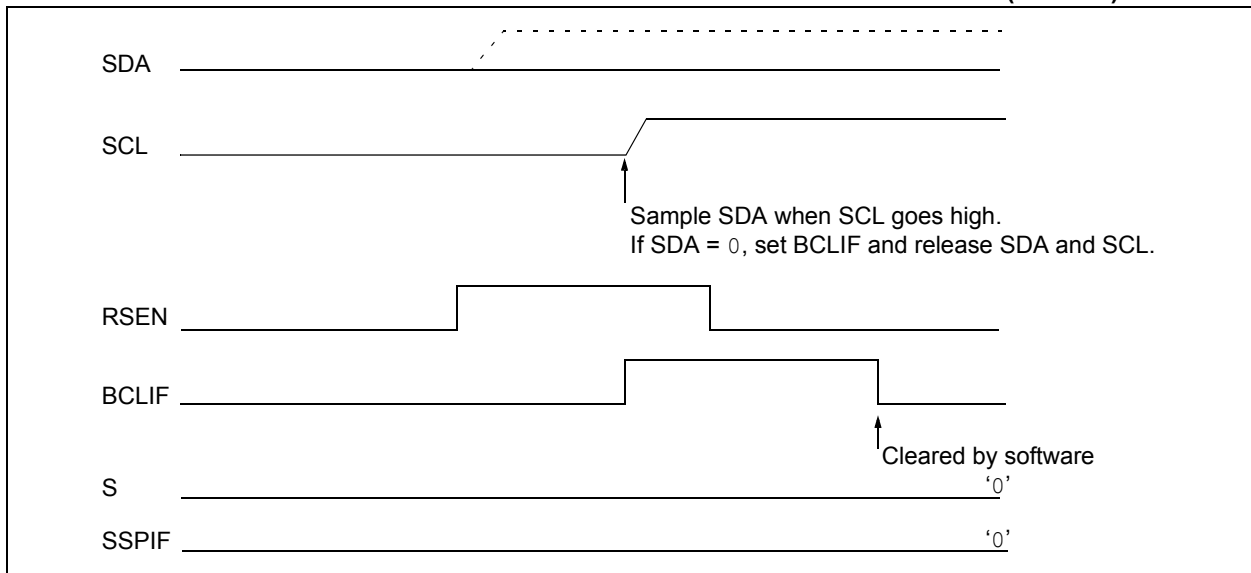 SDA
SCL
Sample SDA when SCL goes high.
If SDA = 0, set BCLIF and release SDA and SCL.
RSEN
BCLIF
Cleared by software
S
‘0’
SSPIF
‘0’